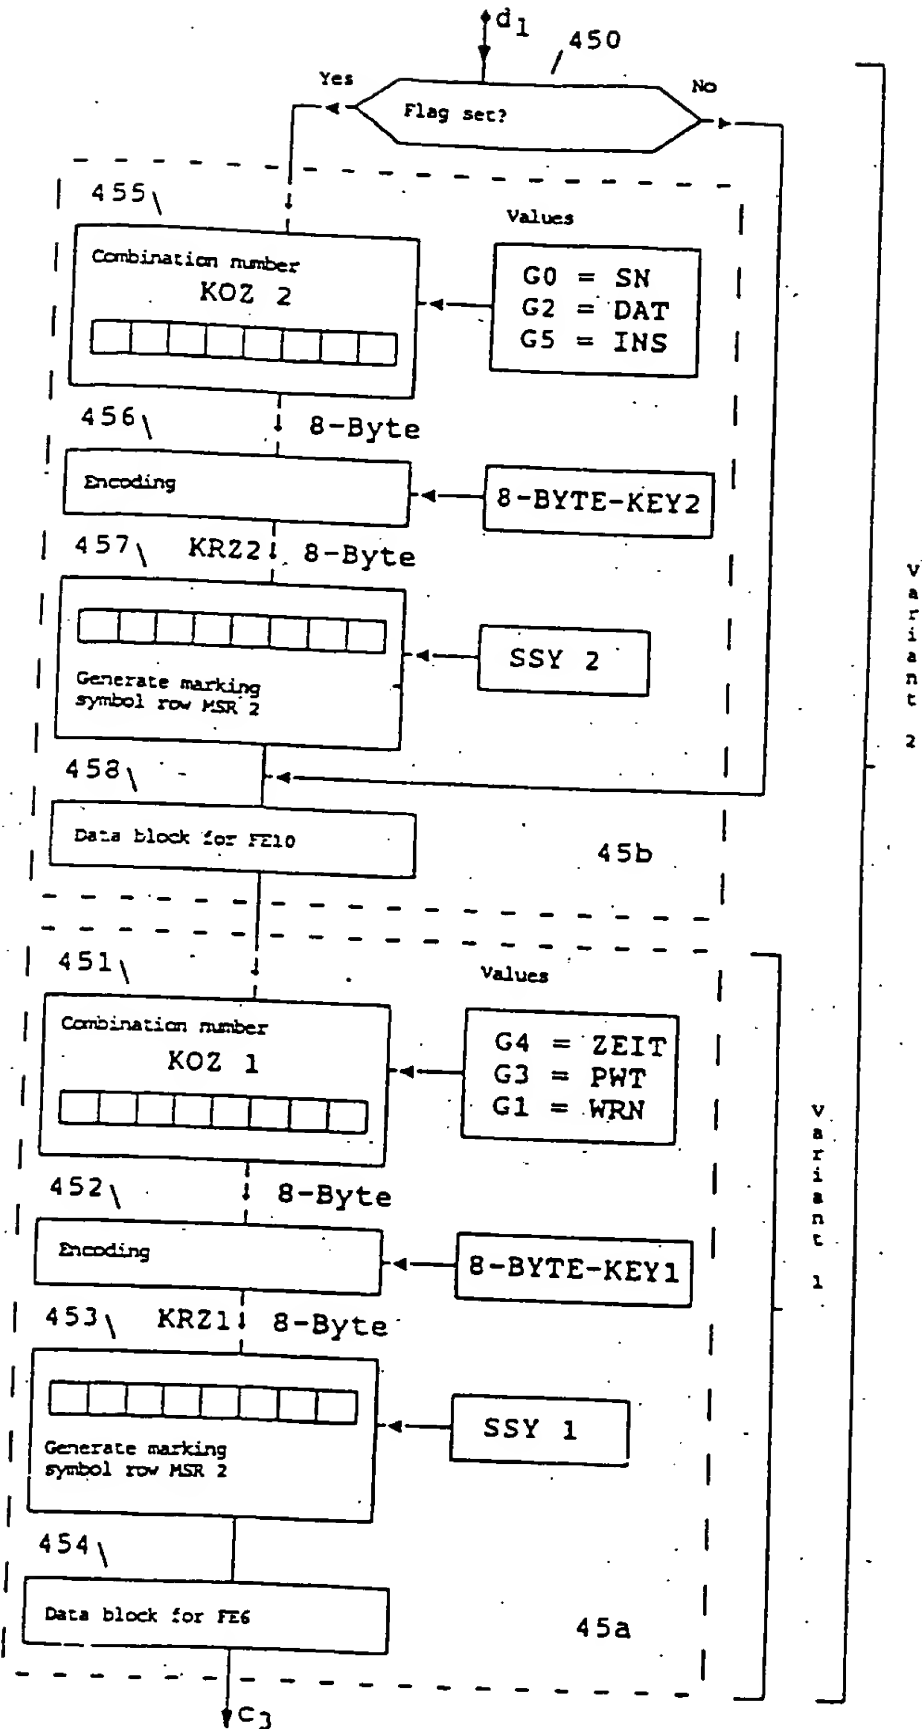 d1
450
Yes
No
Flag set?
455
Values
Combination number
KOZ 2
G0 = SN
G2 = DAT
G5 = INS
456
8-Byte
Encoding
8-BYTE-KEY2
457
KRZ2
8-Byte
SSY 2
Generate marking
symbol row MSR 2
458
Data block for FE10
45b
Variant 2
451
Values
Combination number
KOZ 1
G4 = ZEIT
G3 = PWT
G1 = WRN
452
8-Byte
Encoding
8-BYTE-KEY1
453
KRZ1
8-Byte
SSY 1
Generate marking
symbol row MSR 2
454
Data block for FE6
45a
Variant 1
c3